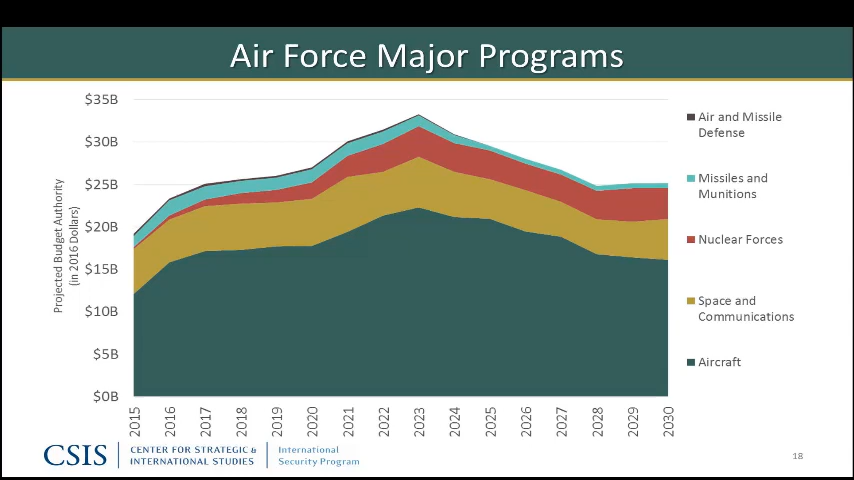 Air Force Major Programs
Projected Budget Authority
(in 2016 Dollars)
$35B
$30B
$25B
$20B
$15B
$10B
$5B
$0B
2015
2016
2017
2018
2019
2020
2021
2022
2023
2024
2025
2026
2027
2028
2029
2030
Air and Missile
Defense
Missiles and
Munitions
Nuclear Forces
Space and
Communications
Aircraft
CSIS
CENTER FOR STRATEGIC &
INTERNATIONAL STUDIES
International
Security Program
18